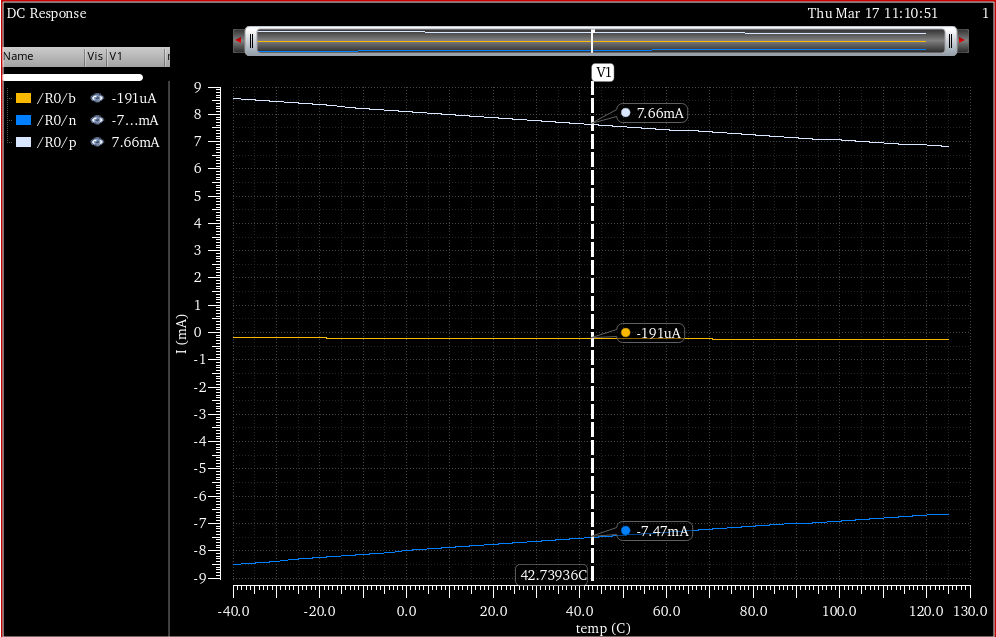 DC Response
Thu Mar 17 11:10:51 1
Name Vis V1
/R0/b -191uA
/R0/n -7...mA
/R0/p 7.66mA
V1
9
8
7
6
5
4
3
2
1
0
-1
-2
-3
-4
-5
-6
-7
-8
-9
I (mA)
7.66mA
-191uA
-7.47mA
42.73936C
-40.0 -20.0 0.0 20.0 40.0 60.0 80.0 100.0 120.0 130.0
temp (C)